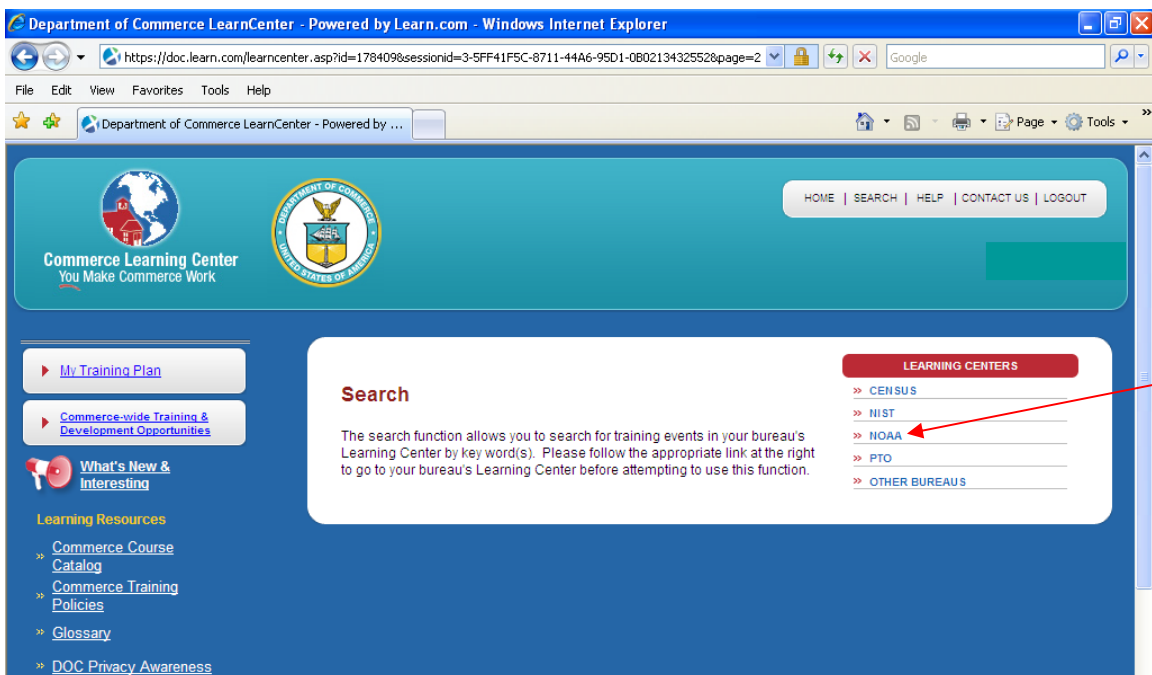 Department of Commerce LearnCenter - Powered by Learn.com - Windows Internet Explorer
https://doc.learn.com/learncenter.asp?id=178409&sessionid=3-5FF41F5C-8711-44A6-95D1-0B0213432552&page=2
Google
File Edit View Favorites Tools Help
Department of Commerce LearnCenter - Powered by ...
Page Tools
DEPARTMENT OF COMMERCE
UNITED STATES OF AMERICA
HOME | SEARCH | HELP | CONTACT US | LOGOUT
Commerce Learning Center
You Make Commerce Work
My Training Plan
Commerce-wide Training &
Development Opportunities
What's New &
Interesting
Learning Resources
» Commerce Course
Catalog
» Commerce Training
Policies
» Glossary
» DOC Privacy Awareness
Search
The search function allows you to search for training events in your bureau's
Learning Center by key word(s). Please follow the appropriate link at the right
to go to your bureau's Learning Center before attempting to use this function.
LEARNING CENTERS
» CENSUS
» NIST
» NOAA
» PTO
» OTHER BUREAUS